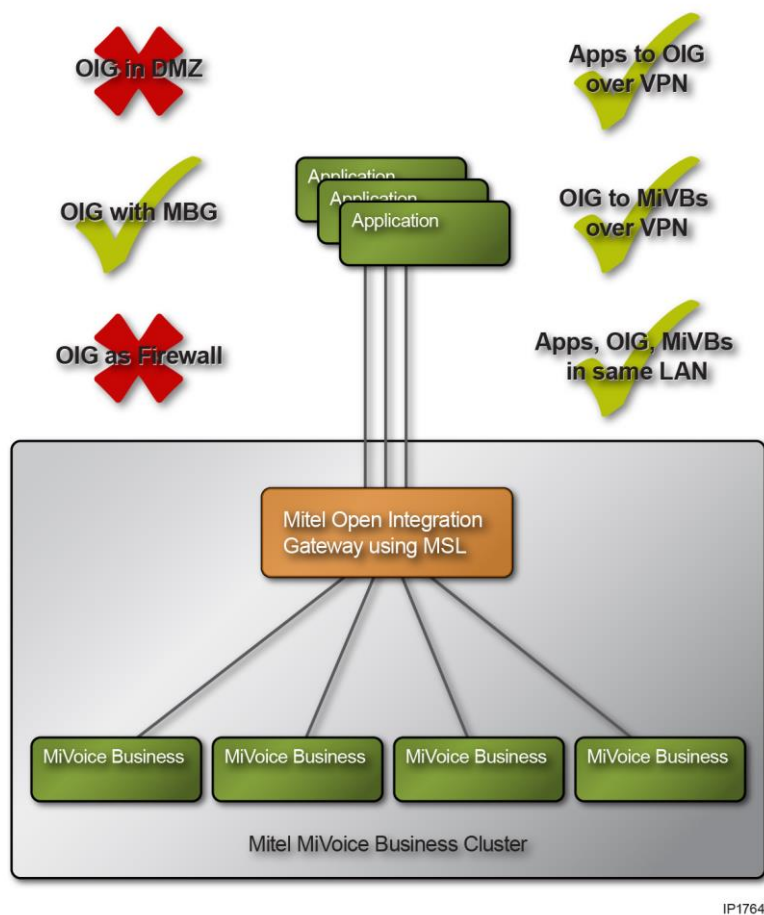 OIG in DMZ
Apps to OIG
over VPN
OIG with MBG
Application
Application
Application
OIG to MiVBs
over VPN
OIG as Firewall
Apps, OIG, MiVBs
in same LAN
Mitel Open Integration
Gateway using MSL
MiVoice Business
MiVoice Business
MiVoice Business
MiVoice Business
Mitel MiVoice Business Cluster
IP1764